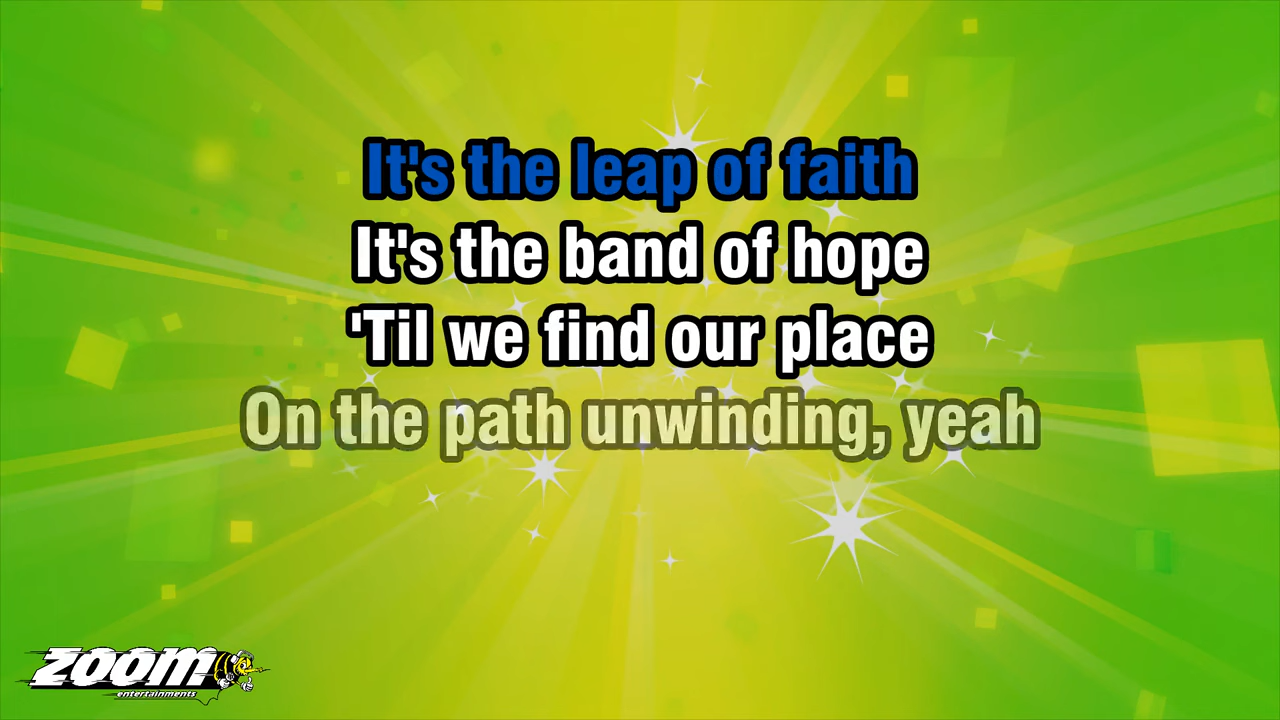 It's the leap of faith
It's the band of hope
'Til we find our place
On the path unwinding, yeah
zoom
entertainments